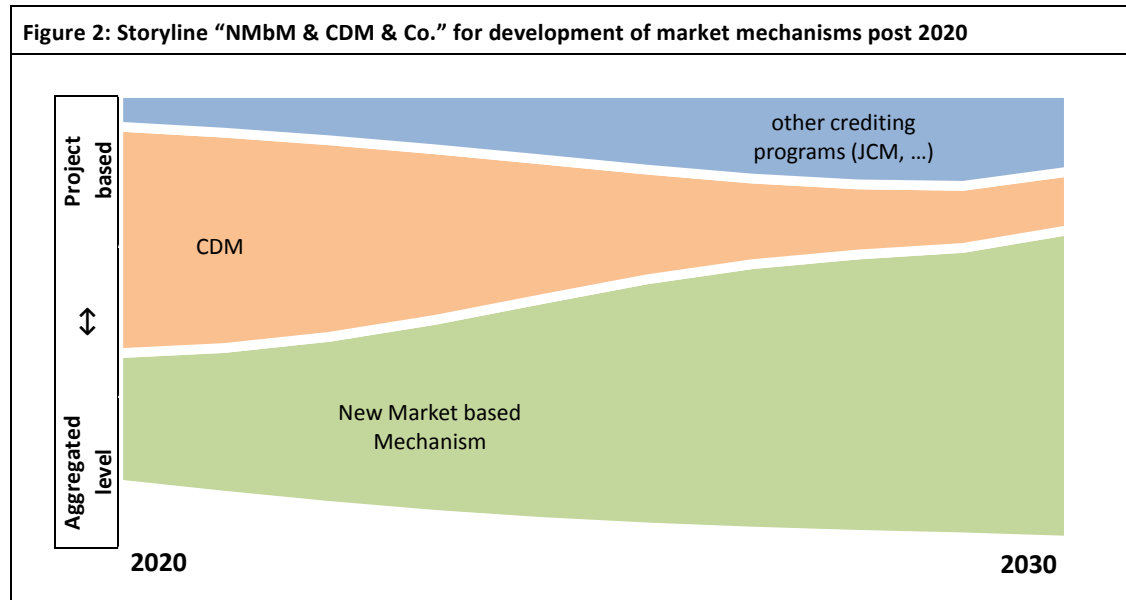 Figure 2: Storyline “NMbM & CDM & Co.” for development of market mechanisms post 2020
Project
based
↔
Aggregated
level
other crediting
programs (JCM, ...)
CDM
New Market based
Mechanism
2020
2030